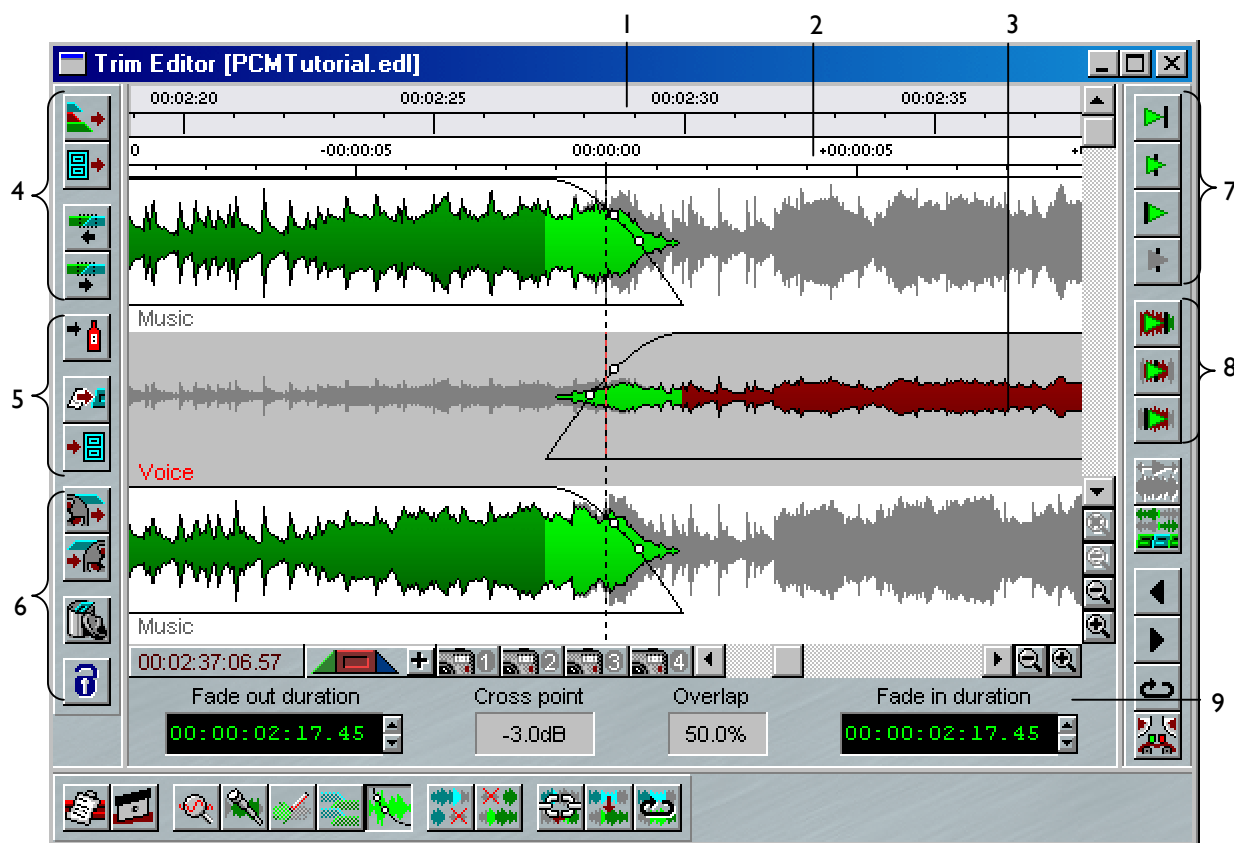 1 2 3
Trim Editor [PCMTutorial.edl]
00:02:20 00:02:25 00:02:30 00:02:35
0 -00:00:05 00:00:00 +00:00:05
4
7
Music
5
8
Voice
6
Music
00:02:37:06.57 + 1 2 3 4
Fade out duration Cross point Overlap Fade in duration
9
00:00:02:17.45 -3.0dB 50.0% 00:00:02:17.45